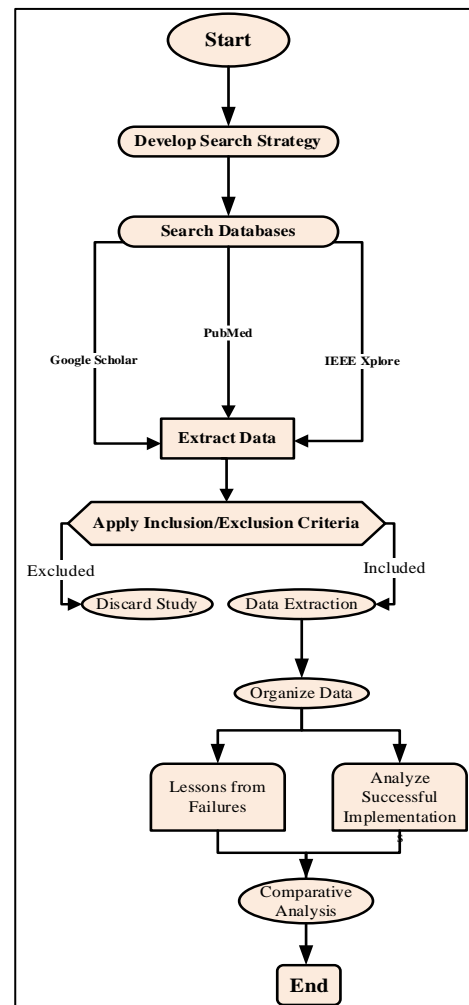 Start
Develop Search Strategy
Search Databases
PubMed
Google Scholar
IEEE Xplore
Extract Data
Apply Inclusion/Exclusion Criteria
Excluded
Included
Discard Study
Data Extraction
Organize Data
Lessons from
Failures
Analyze
Successful
Implementation
s
Comparative
Analysis
End